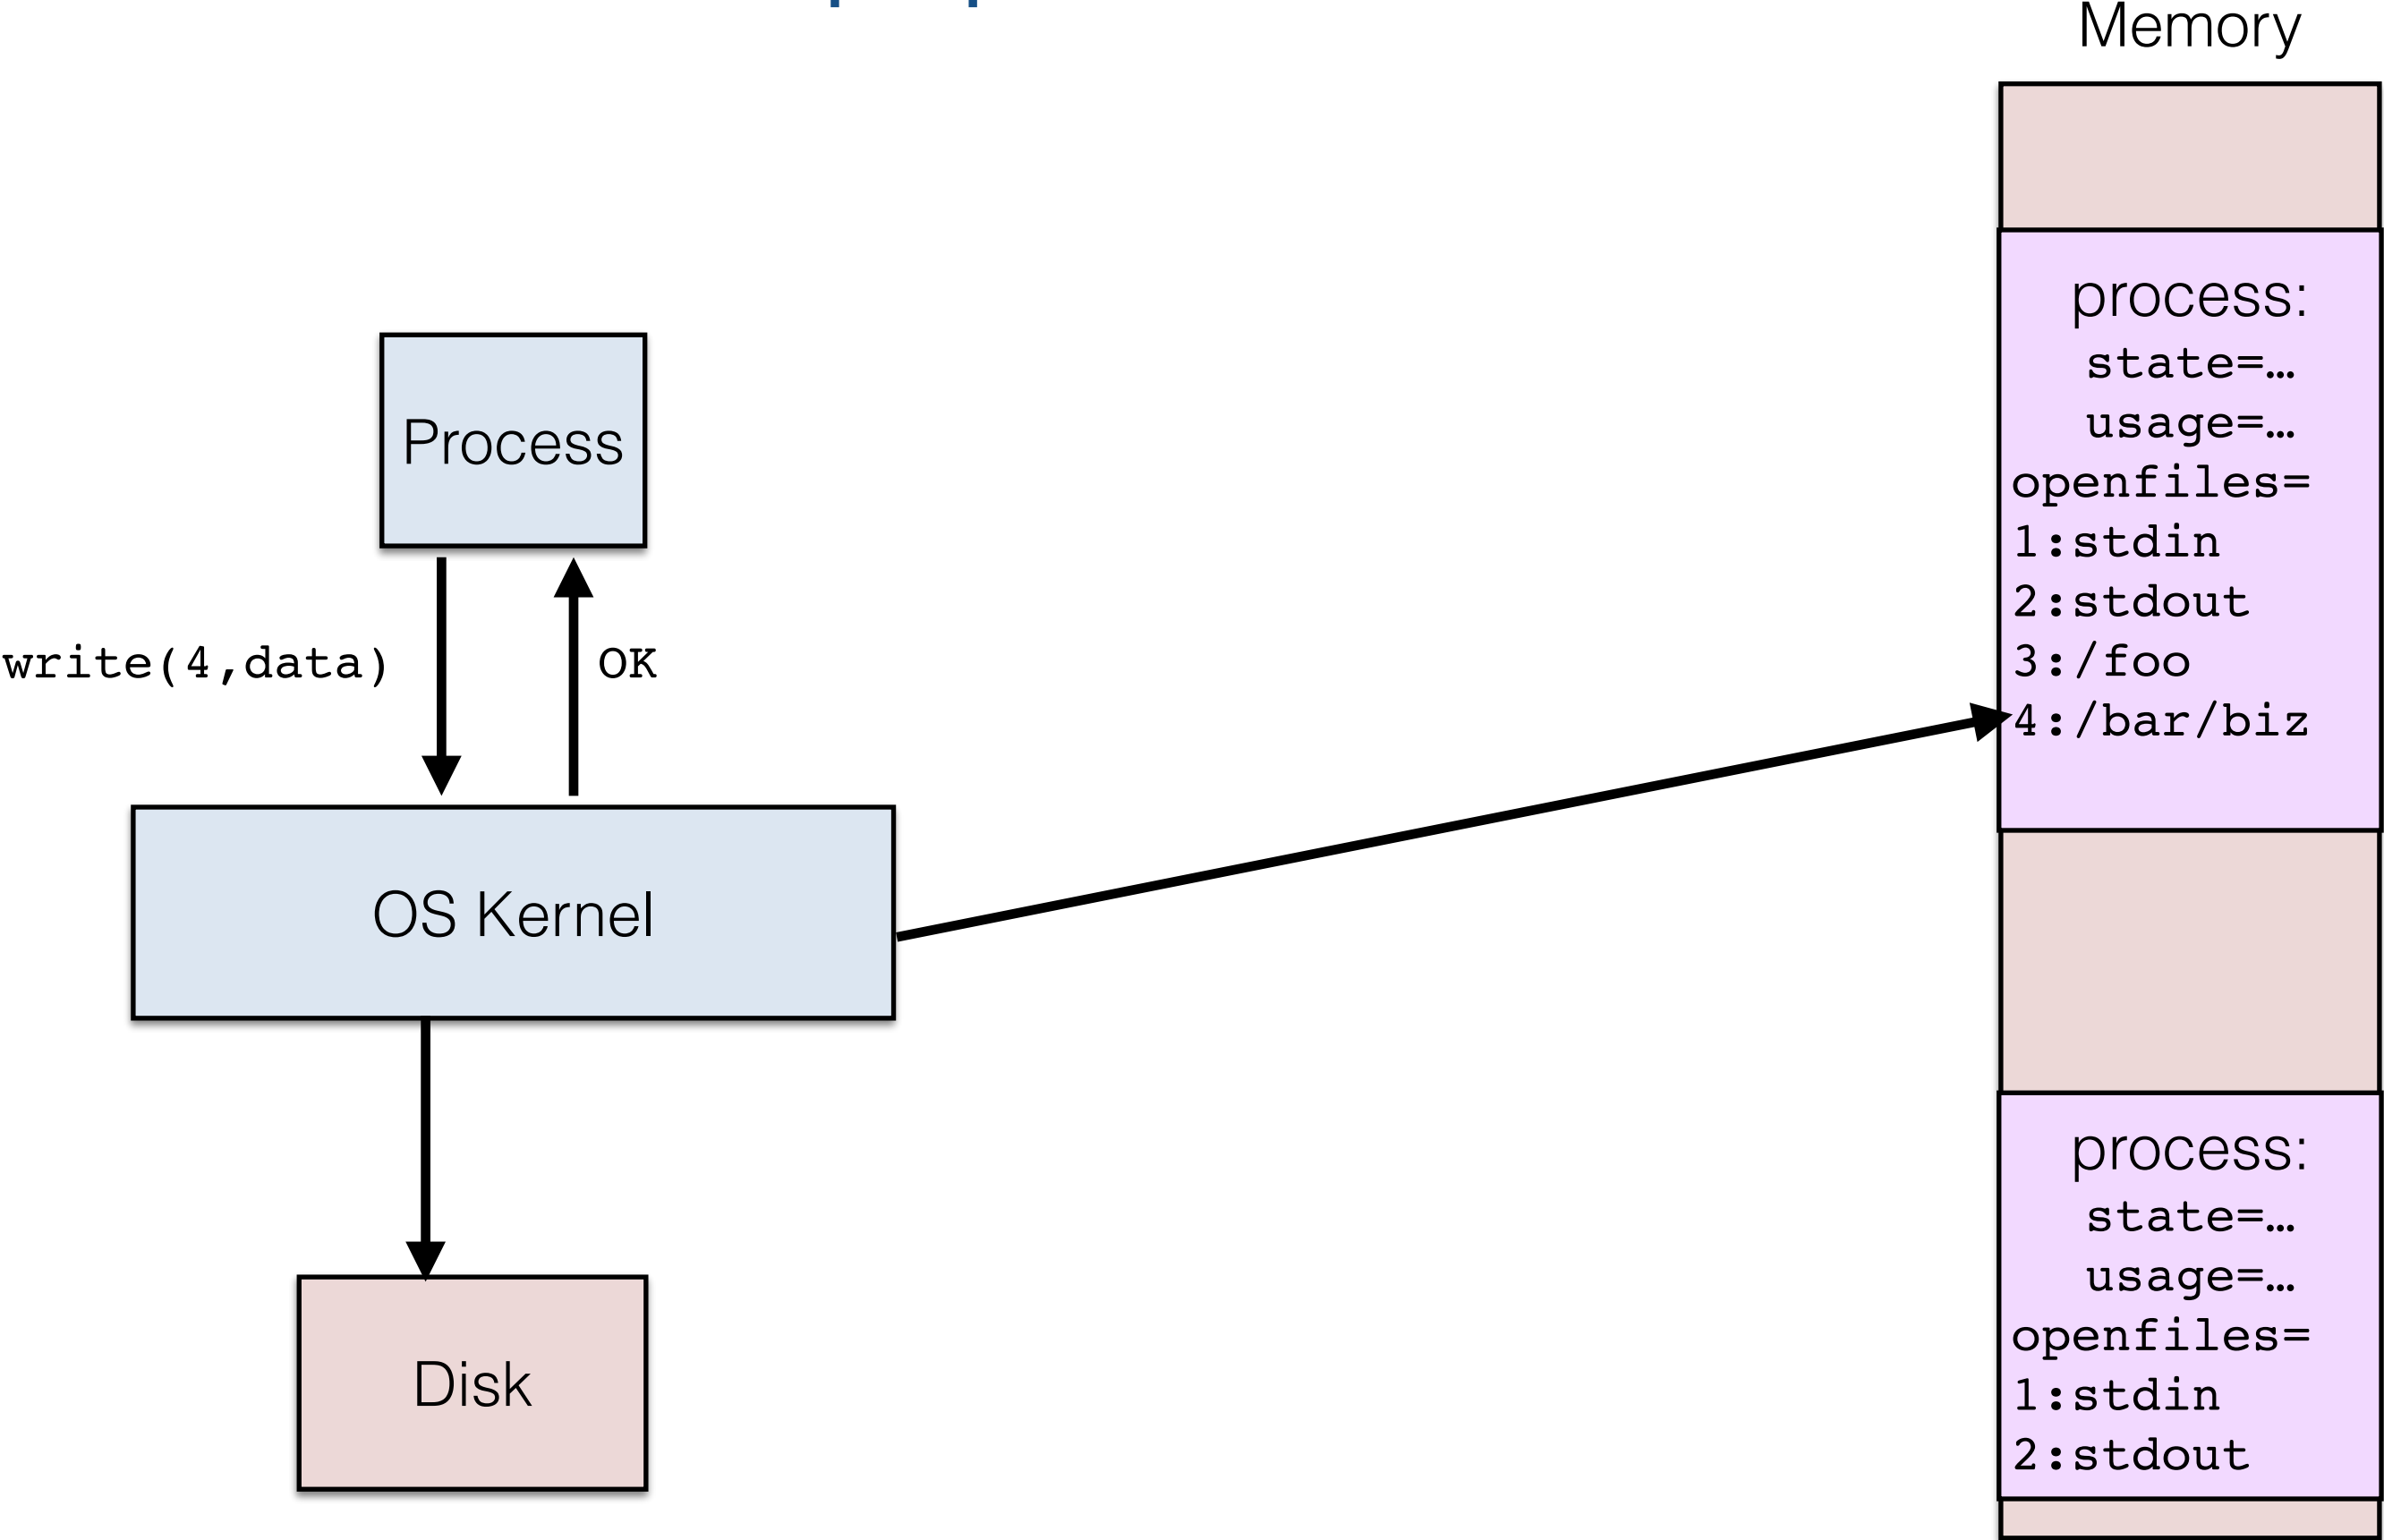 Memory
process:
state=…
usage=…
openfiles=
1:stdin
2:stdout
3:/foo
4:/bar/biz
Process
write(4,data)
ok
OS Kernel
Disk
process:
state=…
usage=…
openfiles=
1:stdin
2:stdout